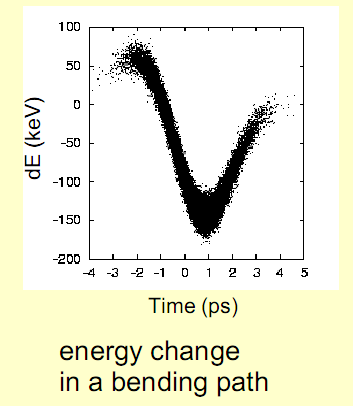 100
50
0
-50
-100
-150
-200
dE (keV)
-4 -3 -2 -1 0 1 2 3 4 5
Time (ps)
energy change
in a bending path